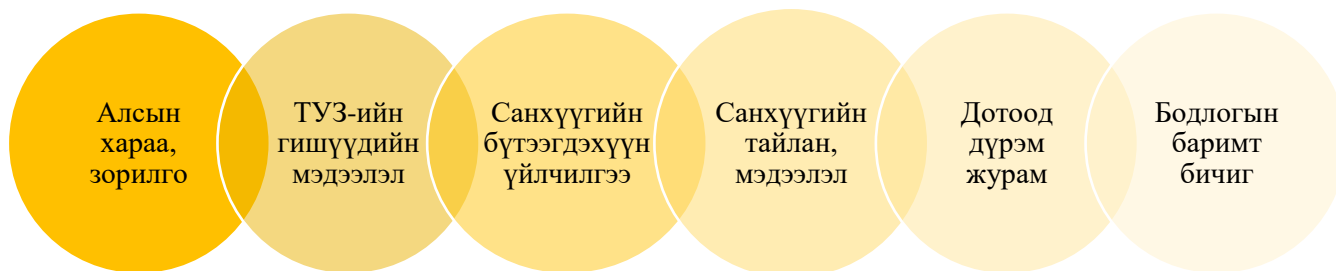 Алсын
хараа,
зорилго
ТУЗ-ийн
гишүүдийн
мэдээлэл
Санхүүгийн
бүтээгдэхүүн
үйлчилгээ
Санхүүгийн
тайлан,
мэдээлэл
Дотоод
дүрэм
журам
Бодлогын
баримт
бичиг